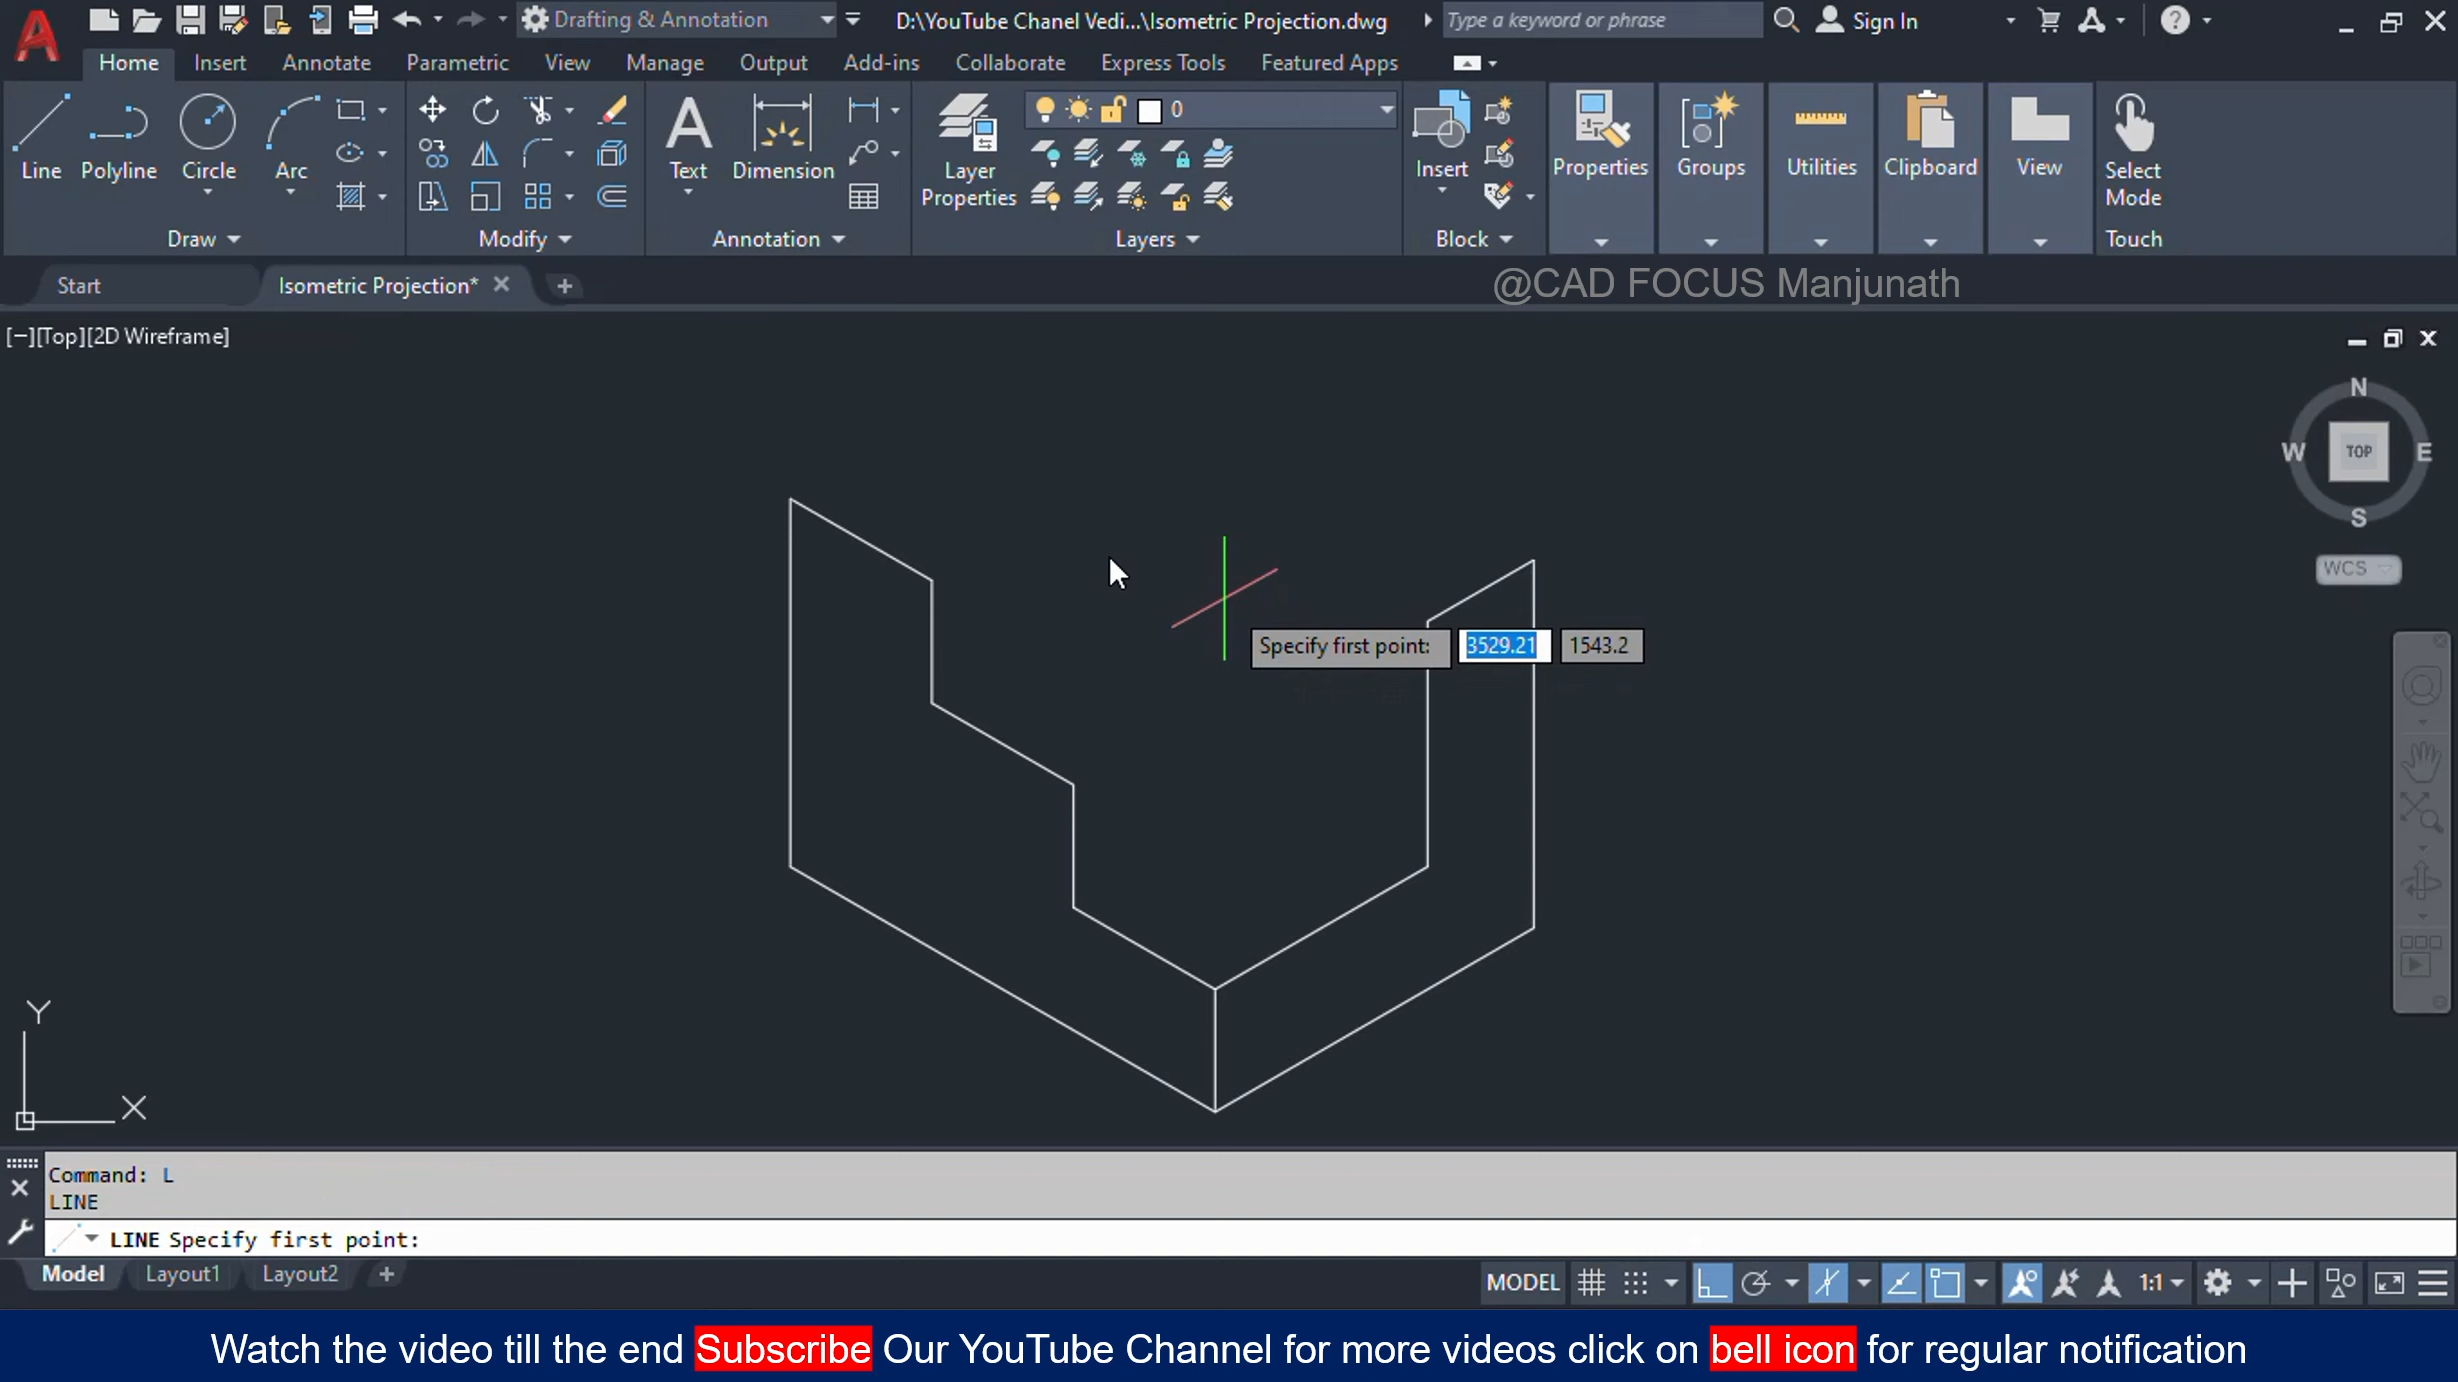 Drafting & Annotation
D:\YouTube Chanel Vedi...\Isometric Projection.dwg
Type a keyword or phrase
Sign In
Home Insert Annotate Parametric View Manage Output Add-ins Collaborate Express Tools Featured Apps
0
Line Polyline Circle Arc
Text Dimension
Layer
Properties
Insert
Properties Groups Utilities Clipboard View
Select
Mode
Draw Modify Annotation Layers Block Touch
Start Isometric Projection*
@CAD FOCUS Manjunath
[−][Top][2D Wireframe]
N
W TOP E
S
WCS
Specify first point: 3529.21 1543.2
Y
X
Command: L
LINE
LINE Specify first point:
Model Layout1 Layout2
MODEL 1:1
Watch the video till the end Subscribe Our YouTube Channel for more videos click on bell icon for regular notification